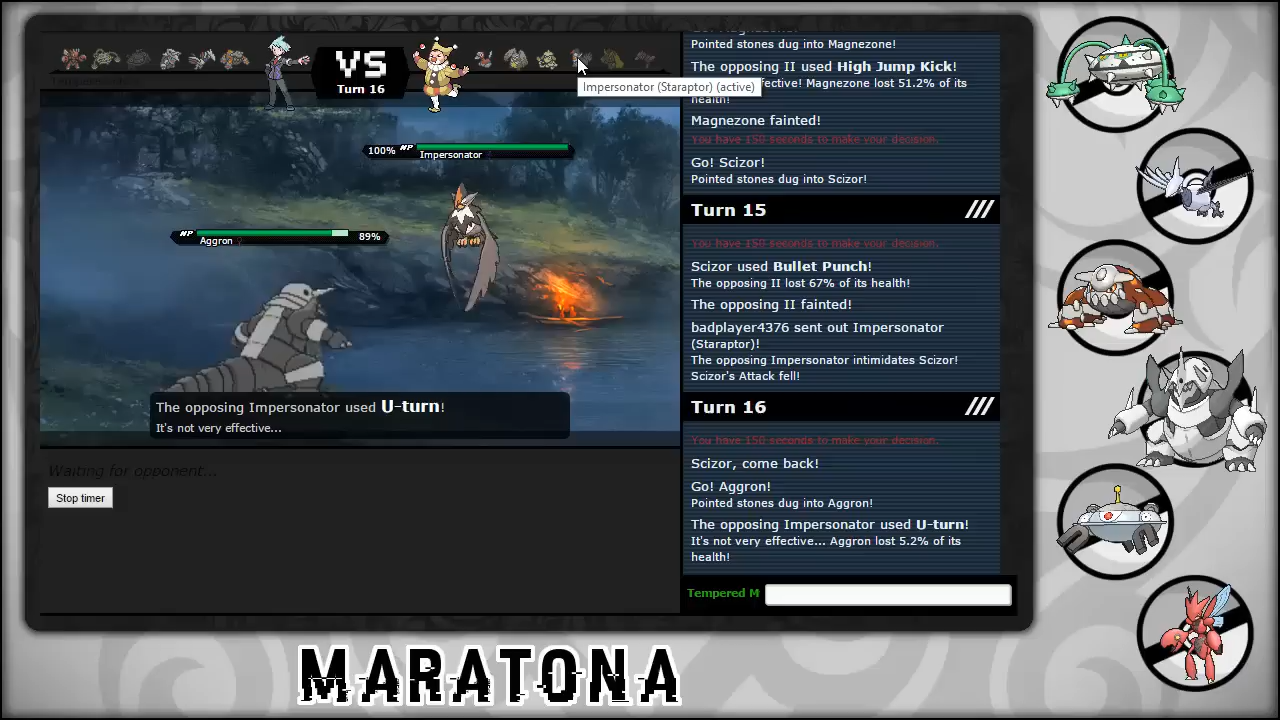 VS
Turn 16
Impersonator (Staraptor) (active)
100%
Impersonator
Aggron
89%
The opposing Impersonator used U-turn!
It's not very effective...
Waiting for opponent...
Stop timer
Pointed stones dug into Magnezone!
The opposing II used High Jump Kick!
effective! Magnezone lost 51.2% of its
health!
Magnezone fainted!
You have 150 seconds to make your decision.
Go! Scizor!
Pointed stones dug into Scizor!
Turn 15
You have 150 seconds to make your decision.
Scizor used Bullet Punch!
The opposing II lost 67% of its health!
The opposing II fainted!
badplayer4376 sent out Impersonator
(Staraptor)!
The opposing Impersonator intimidates Scizor!
Scizor's Attack fell!
Turn 16
You have 150 seconds to make your decision.
Scizor, come back!
Go! Aggron!
Pointed stones dug into Aggron!
The opposing Impersonator used U-turn!
It's not very effective... Aggron lost 5.2% of its
health!
Tempered M
MARATONA